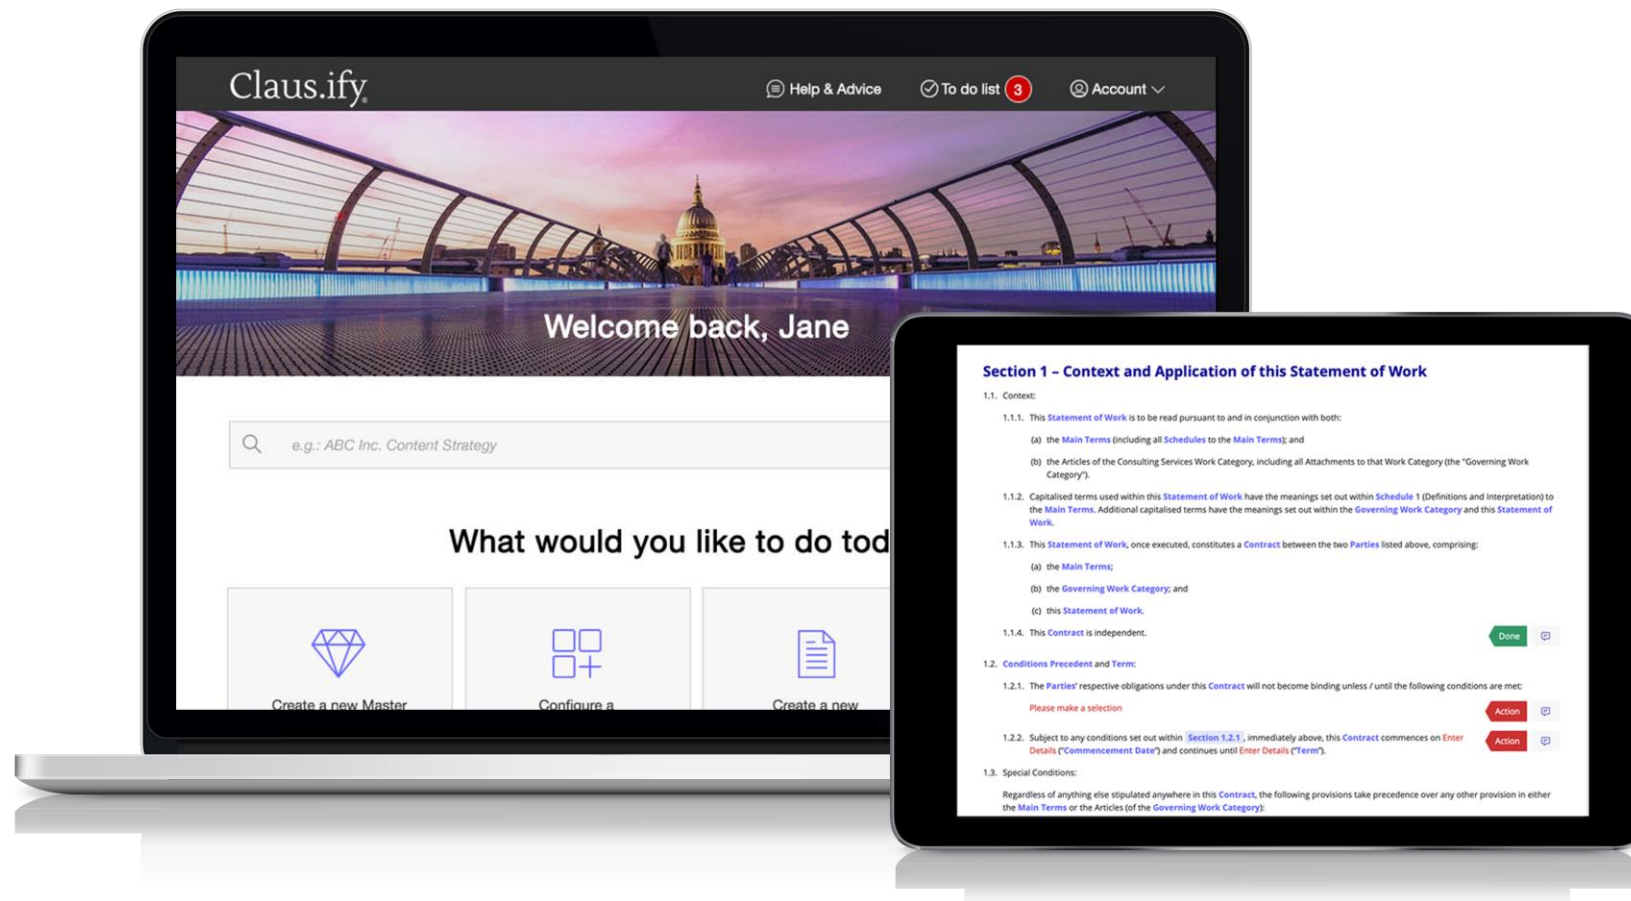 Claus.ify
Help & Advice
To do list 3
Account
Welcome back, Jane
e.g.: ABC Inc. Content Strategy
What would you like to do tod
Create a new Master
Configure a
Create a new
Section 1 – Context and Application of this Statement of Work
1.1. Context:
1.1.1. This Statement of Work is to be read pursuant to and in conjunction with both:
(a) the Main Terms (including all Schedules to the Main Terms); and
(b) the Articles of the Consulting Services Work Category, including all Attachments to that Work Category (the "Governing Work
Category").
1.1.2. Capitalised terms used within this Statement of Work have the meanings set out within Schedule 1 (Definitions and Interpretation) to
the Main Terms. Additional capitalised terms have the meanings set out within the Governing Work Category and this Statement of
Work.
1.1.3. This Statement of Work, once executed, constitutes a Contract between the two Parties listed above, comprising:
(a) the Main Terms;
(b) the Governing Work Category; and
(c) this Statement of Work.
1.1.4. This Contract is independent.
Done
1.2. Conditions Precedent and Term:
1.2.1. The Parties' respective obligations under this Contract will not become binding unless / until the following conditions are met:
Please make a selection
Action
1.2.2. Subject to any conditions set out within Section 1.2.1 , immediately above, this Contract commences on Enter
Details ("Commencement Date") and continues until Enter Details ("Term").
Action
1.3. Special Conditions:
Regardless of anything else stipulated anywhere in this Contract, the following provisions take precedence over any other provision in either
the Main Terms or the Articles (of the Governing Work Category):